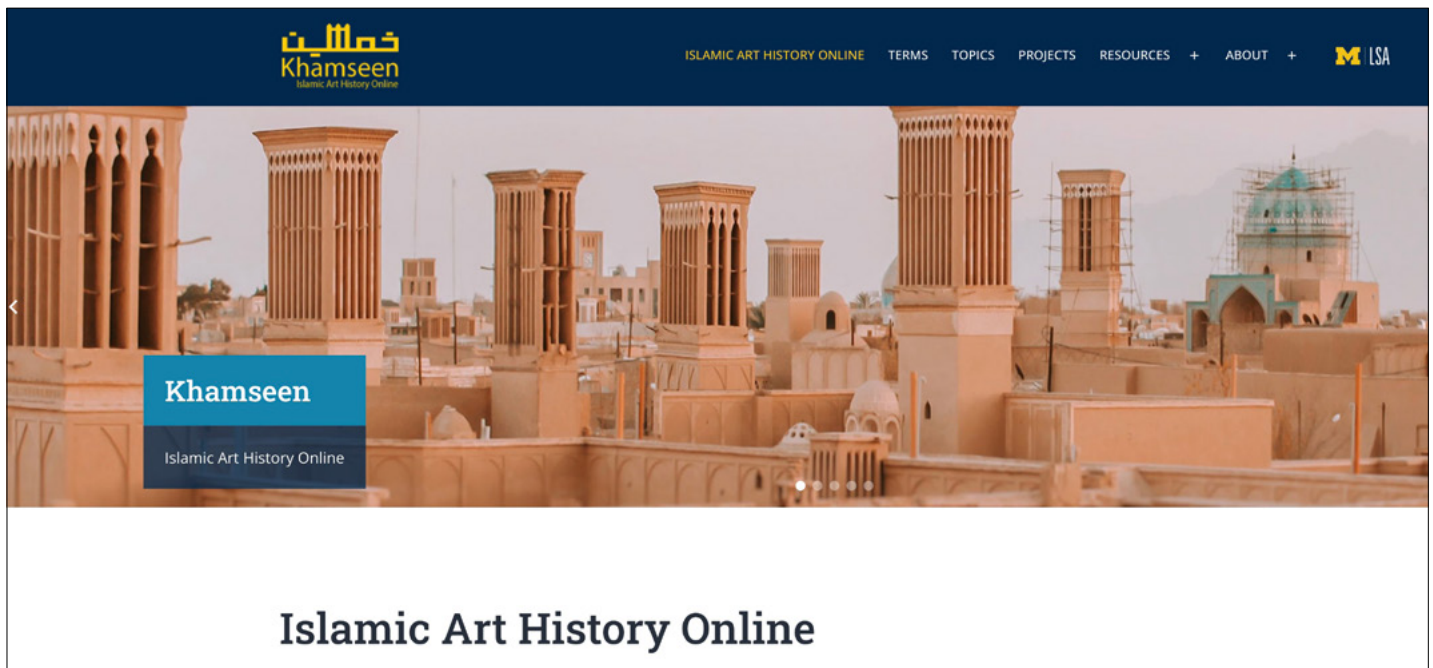 خمسين
Khamseen
Islamic Art History Online
ISLAMIC ART HISTORY ONLINE TERMS TOPICS PROJECTS RESOURCES + ABOUT +
M LSA
Khamseen
Islamic Art History Online
Islamic Art History Online